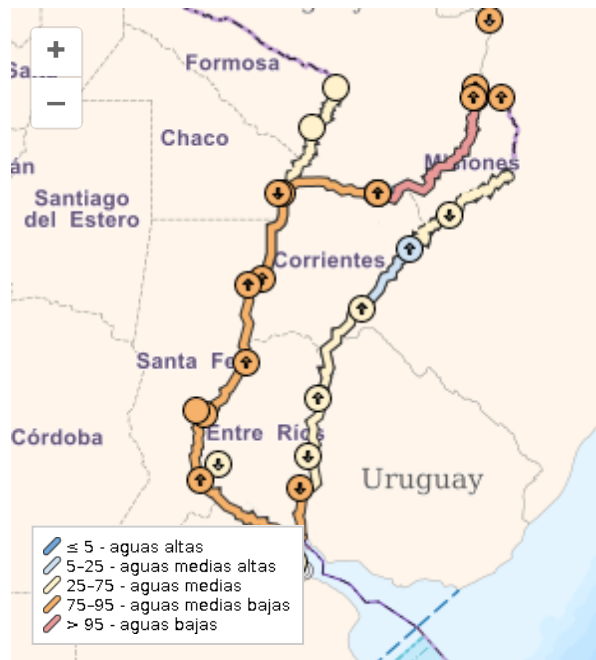 +
−
Formosa
Chaco
Misiones
Santiago
del Estero
Corrientes
Santa Fe
Entre Ríos
Córdoba
Uruguay
≤ 5 - aguas altas
5–25 - aguas medias altas
25–75 - aguas medias
75–95 - aguas medias bajas
> 95 - aguas bajas